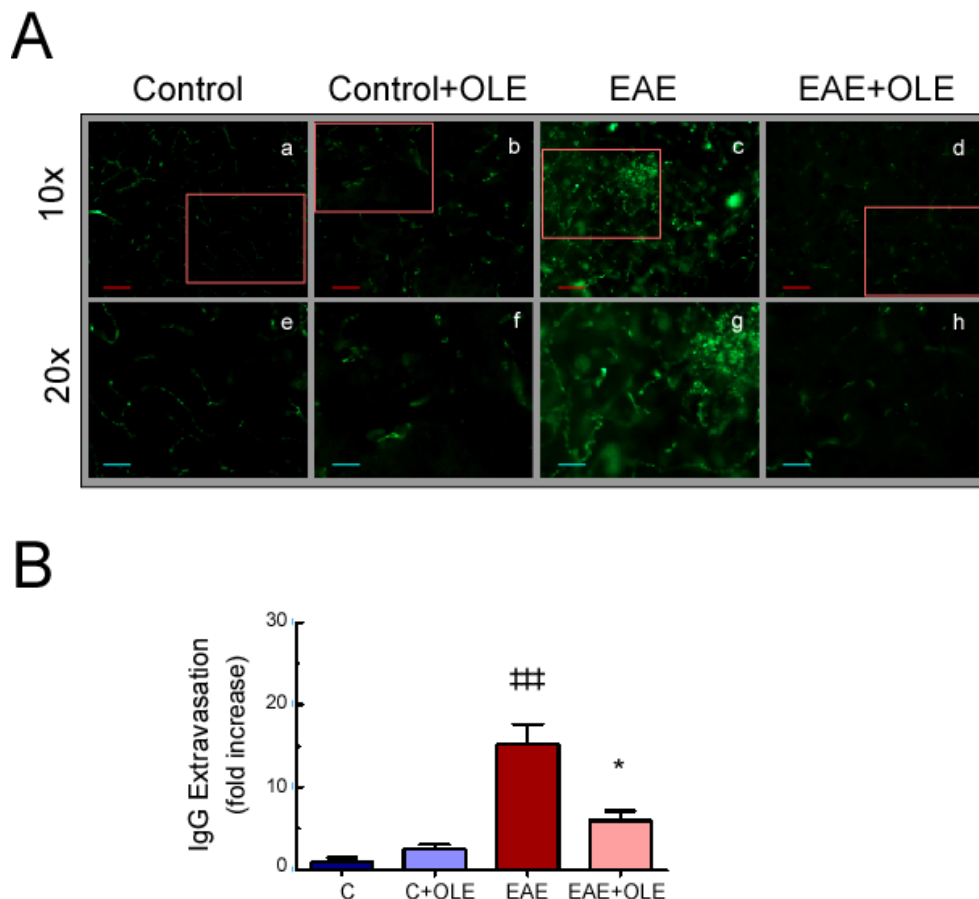 A
Control Control+OLE EAE EAE+OLE
10x
a b c d
20x
e f g h
B
IgG Extravasation
(fold increase)
30
20
10
0
‡‡‡
*
C C+OLE EAE EAE+OLE